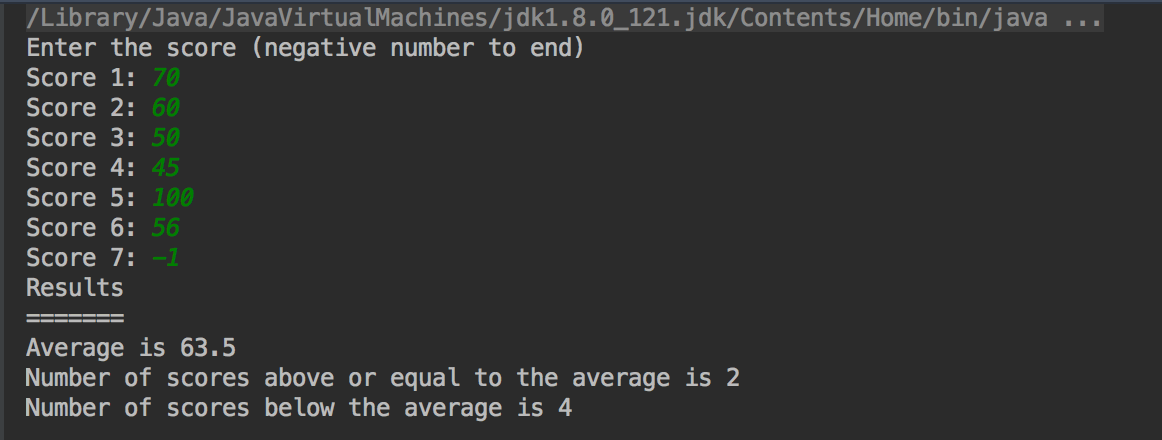 /Library/Java/JavaVirtualMachines/jdk1.8.0_121.jdk/Contents/Home/bin/java ...
Enter the score (negative number to end)
Score 1: 70
Score 2: 60
Score 3: 50
Score 4: 45
Score 5: 100
Score 6: 56
Score 7: -1
Results
=======
Average is 63.5
Number of scores above or equal to the average is 2
Number of scores below the average is 4